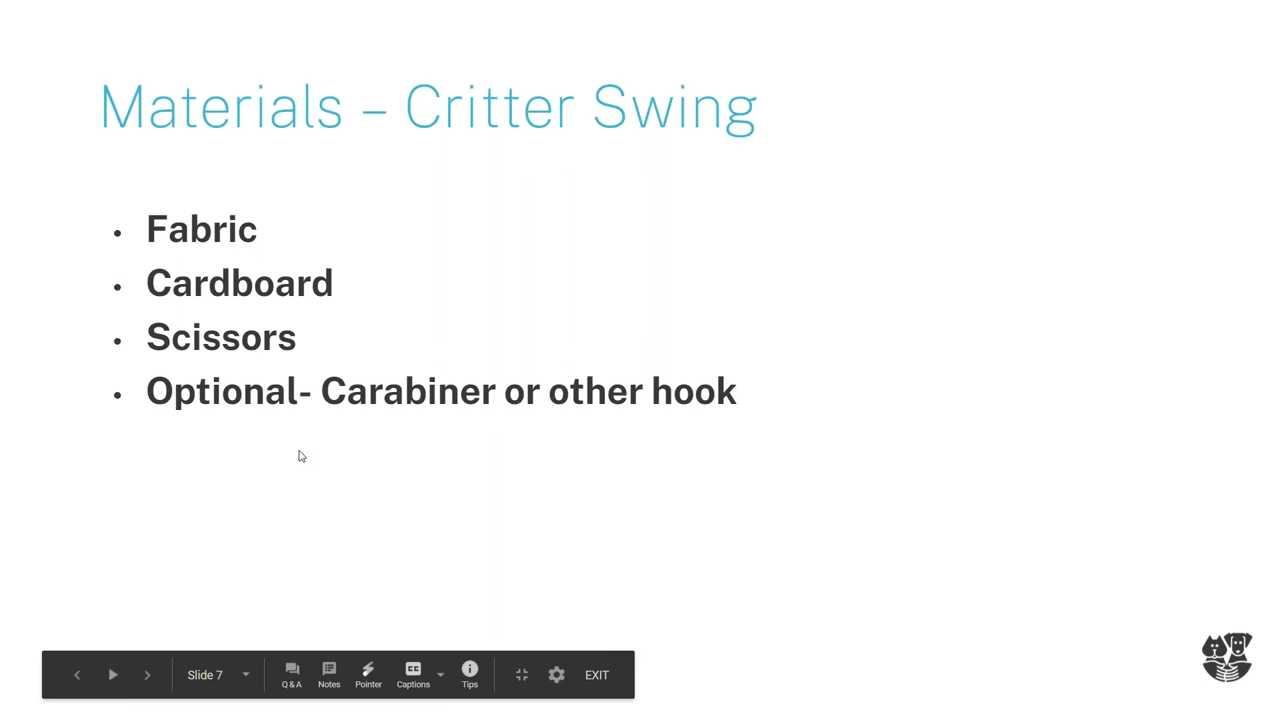 Materials – Critter Swing
• Fabric
• Cardboard
• Scissors
• Optional- Carabiner or other hook
Slide 7 Q & A Notes Pointer Captions Tips EXIT